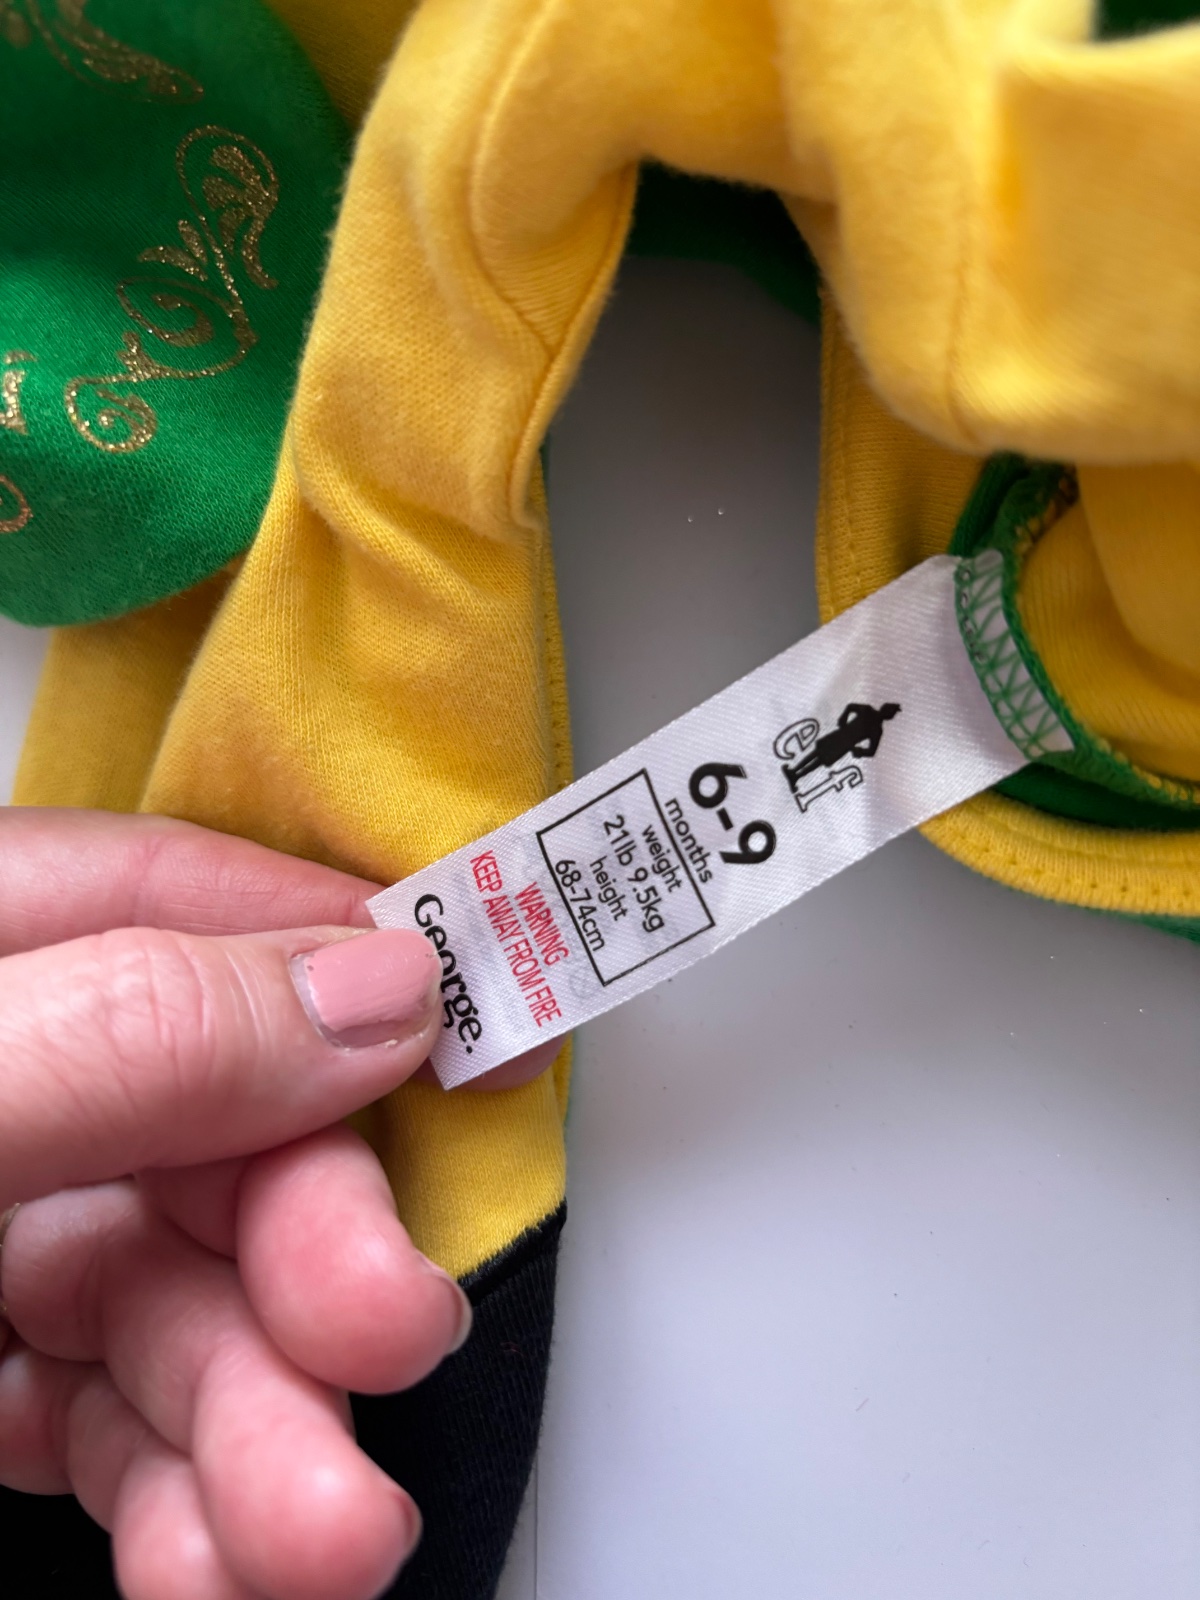 elf
6-9
months
weight
21lb 9.5kg
height
68-74cm
WARNING
KEEP AWAY FROM FIRE
George.